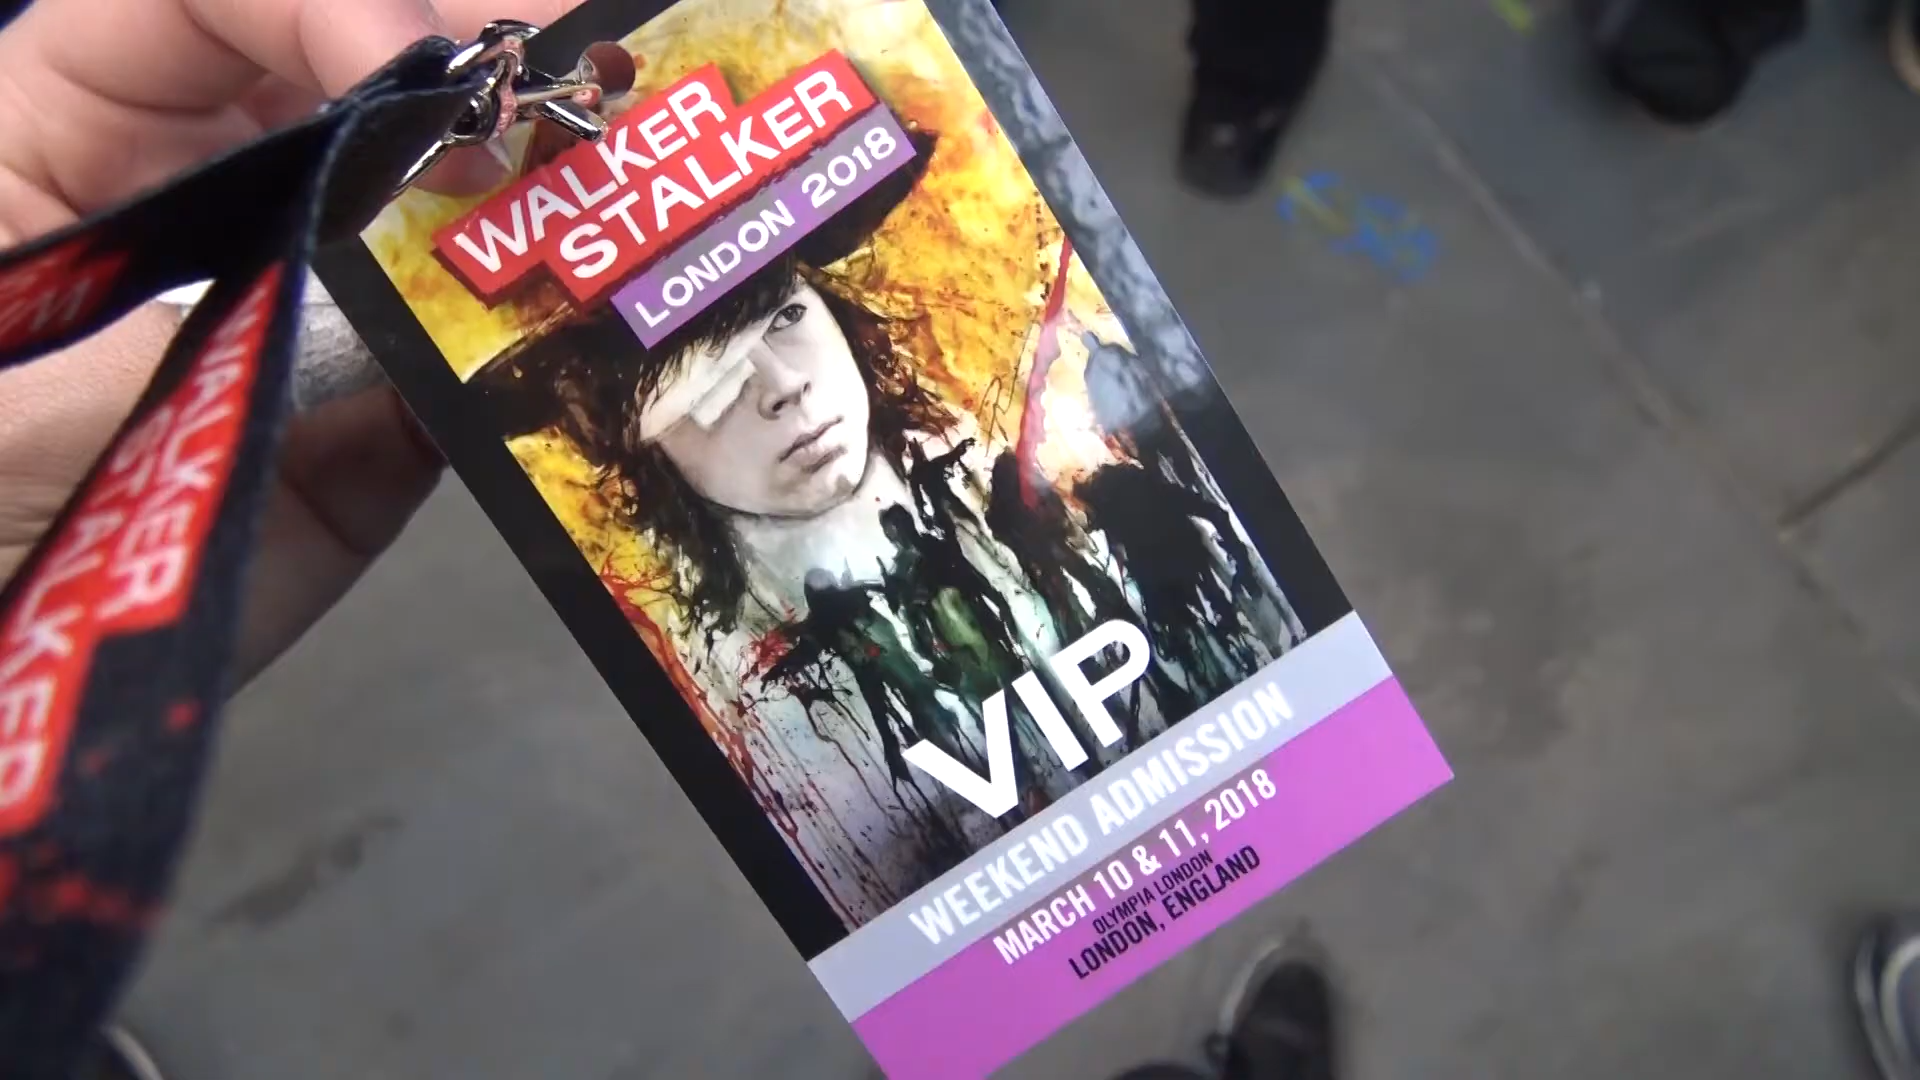 WALKER
STALKER
LONDON 2018
VIP
WEEKEND ADMISSION
MARCH 10 & 11, 2018
OLYMPIA LONDON
LONDON, ENGLAND
WALKER
STALKER